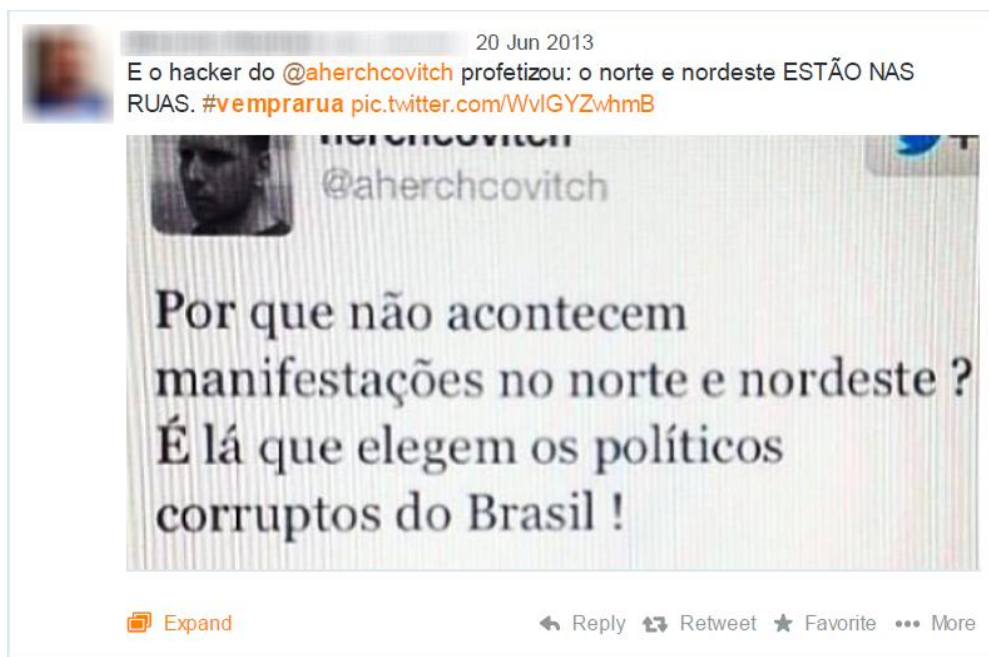 20 Jun 2013
E o hacker do @aherchcovitch profetizou: o norte e nordeste ESTÃO NAS
RUAS. #vemprarua pic.twitter.com/WvlGYZwhmB
herchcovitch
@aherchcovitch
Por que não acontecem
manifestações no norte e nordeste ?
É lá que elegem os políticos
corruptos do Brasil !
Expand Reply Retweet Favorite More